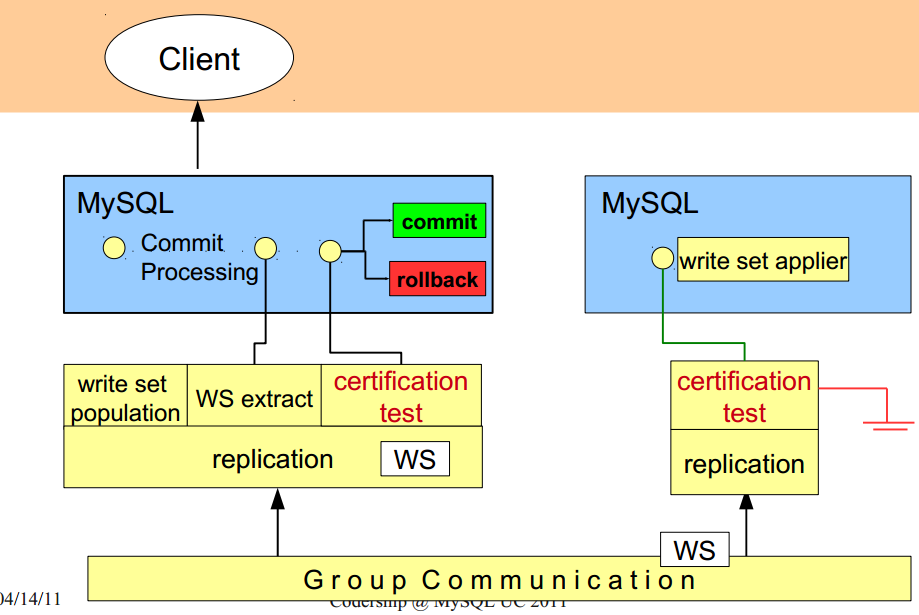 Client
MySQL
Commit
Processing
commit
rollback
MySQL
write set applier
write set
population
WS extract
certification
test
replication
WS
certification
test
replication
WS
Group Communication
04/14/11
Codership @ MySQL UC 2011